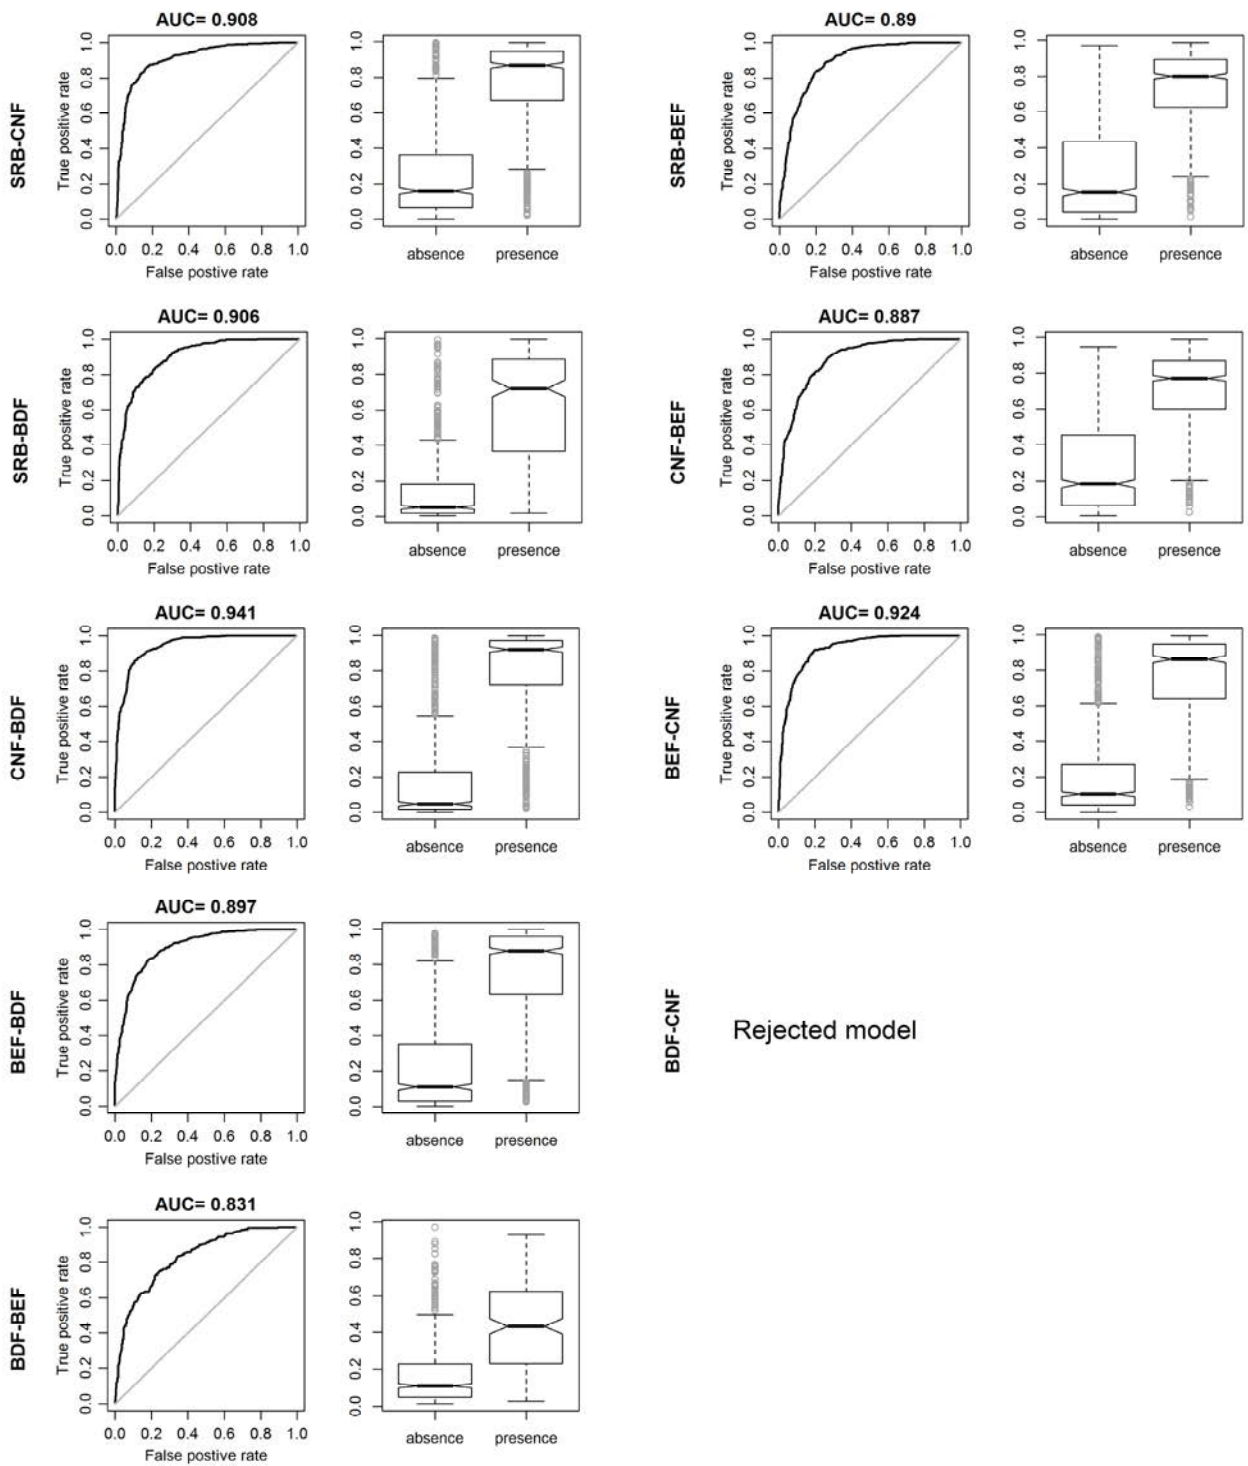 AUC= 0.908
SRB-CNF
True positive rate
0.0 0.2 0.4 0.6 0.8 1.0
0.0 0.2 0.4 0.6 0.8 1.0
False postive rate
0.0 0.2 0.4 0.6 0.8 1.0
absence presence
AUC= 0.89
SRB-BEF
True positive rate
0.0 0.2 0.4 0.6 0.8 1.0
0.0 0.2 0.4 0.6 0.8 1.0
False postive rate
0.0 0.2 0.4 0.6 0.8 1.0
absence presence
AUC= 0.906
SRB-BDF
True positive rate
0.0 0.2 0.4 0.6 0.8 1.0
0.0 0.2 0.4 0.6 0.8 1.0
False postive rate
0.0 0.2 0.4 0.6 0.8 1.0
absence presence
AUC= 0.887
CNF-BEF
True positive rate
0.0 0.2 0.4 0.6 0.8 1.0
0.0 0.2 0.4 0.6 0.8 1.0
False postive rate
0.0 0.2 0.4 0.6 0.8 1.0
absence presence
AUC= 0.941
CNF-BDF
True positive rate
0.0 0.2 0.4 0.6 0.8 1.0
0.0 0.2 0.4 0.6 0.8 1.0
False postive rate
0.0 0.2 0.4 0.6 0.8 1.0
absence presence
AUC= 0.924
BEF-CNF
True positive rate
0.0 0.2 0.4 0.6 0.8 1.0
0.0 0.2 0.4 0.6 0.8 1.0
False postive rate
0.0 0.2 0.4 0.6 0.8 1.0
absence presence
AUC= 0.897
BEF-BDF
True positive rate
0.0 0.2 0.4 0.6 0.8 1.0
0.0 0.2 0.4 0.6 0.8 1.0
False postive rate
0.0 0.2 0.4 0.6 0.8 1.0
absence presence
BDF-CNF
Rejected model
AUC= 0.831
BDF-BEF
True positive rate
0.0 0.2 0.4 0.6 0.8 1.0
0.0 0.2 0.4 0.6 0.8 1.0
False postive rate
0.0 0.2 0.4 0.6 0.8 1.0
absence presence